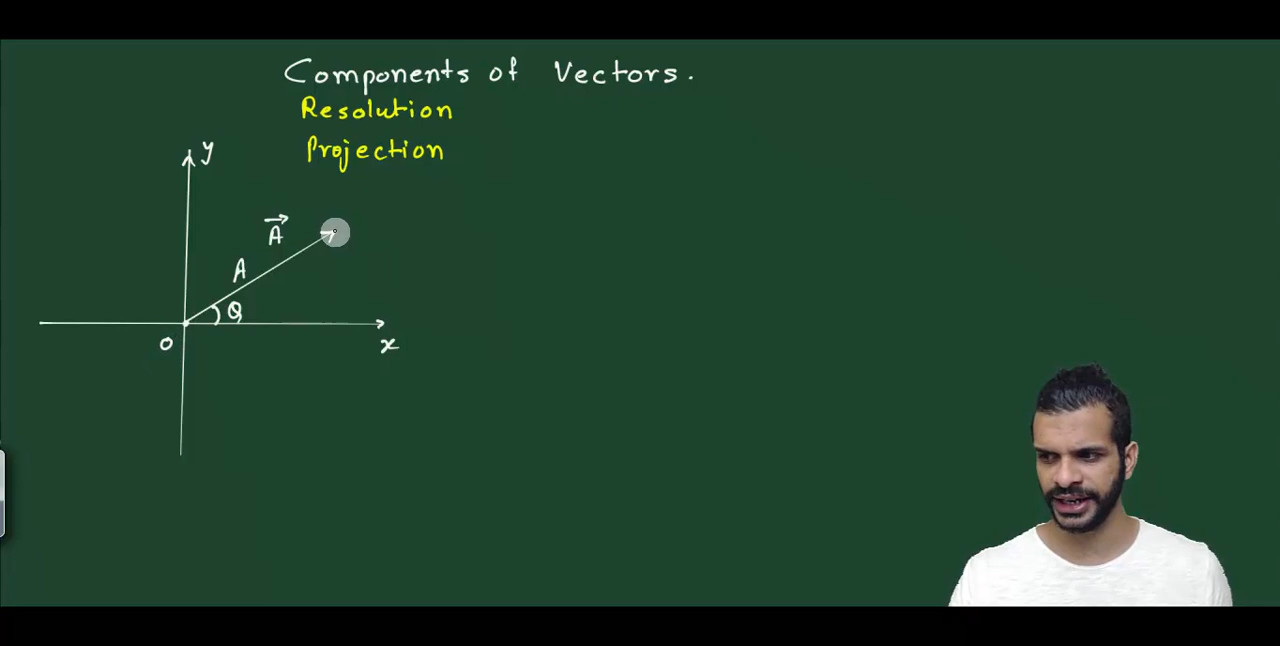 Components of Vectors.
Resolution
Projection
y
A⃗
A
θ
O
x